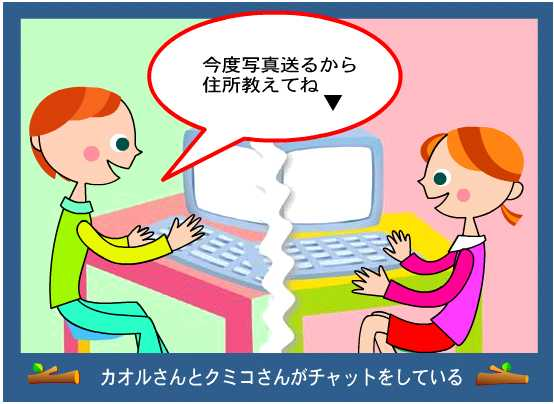 今度写真送るから
住所教えてね
▼
カオルさんとクミコさんがチャットをしている